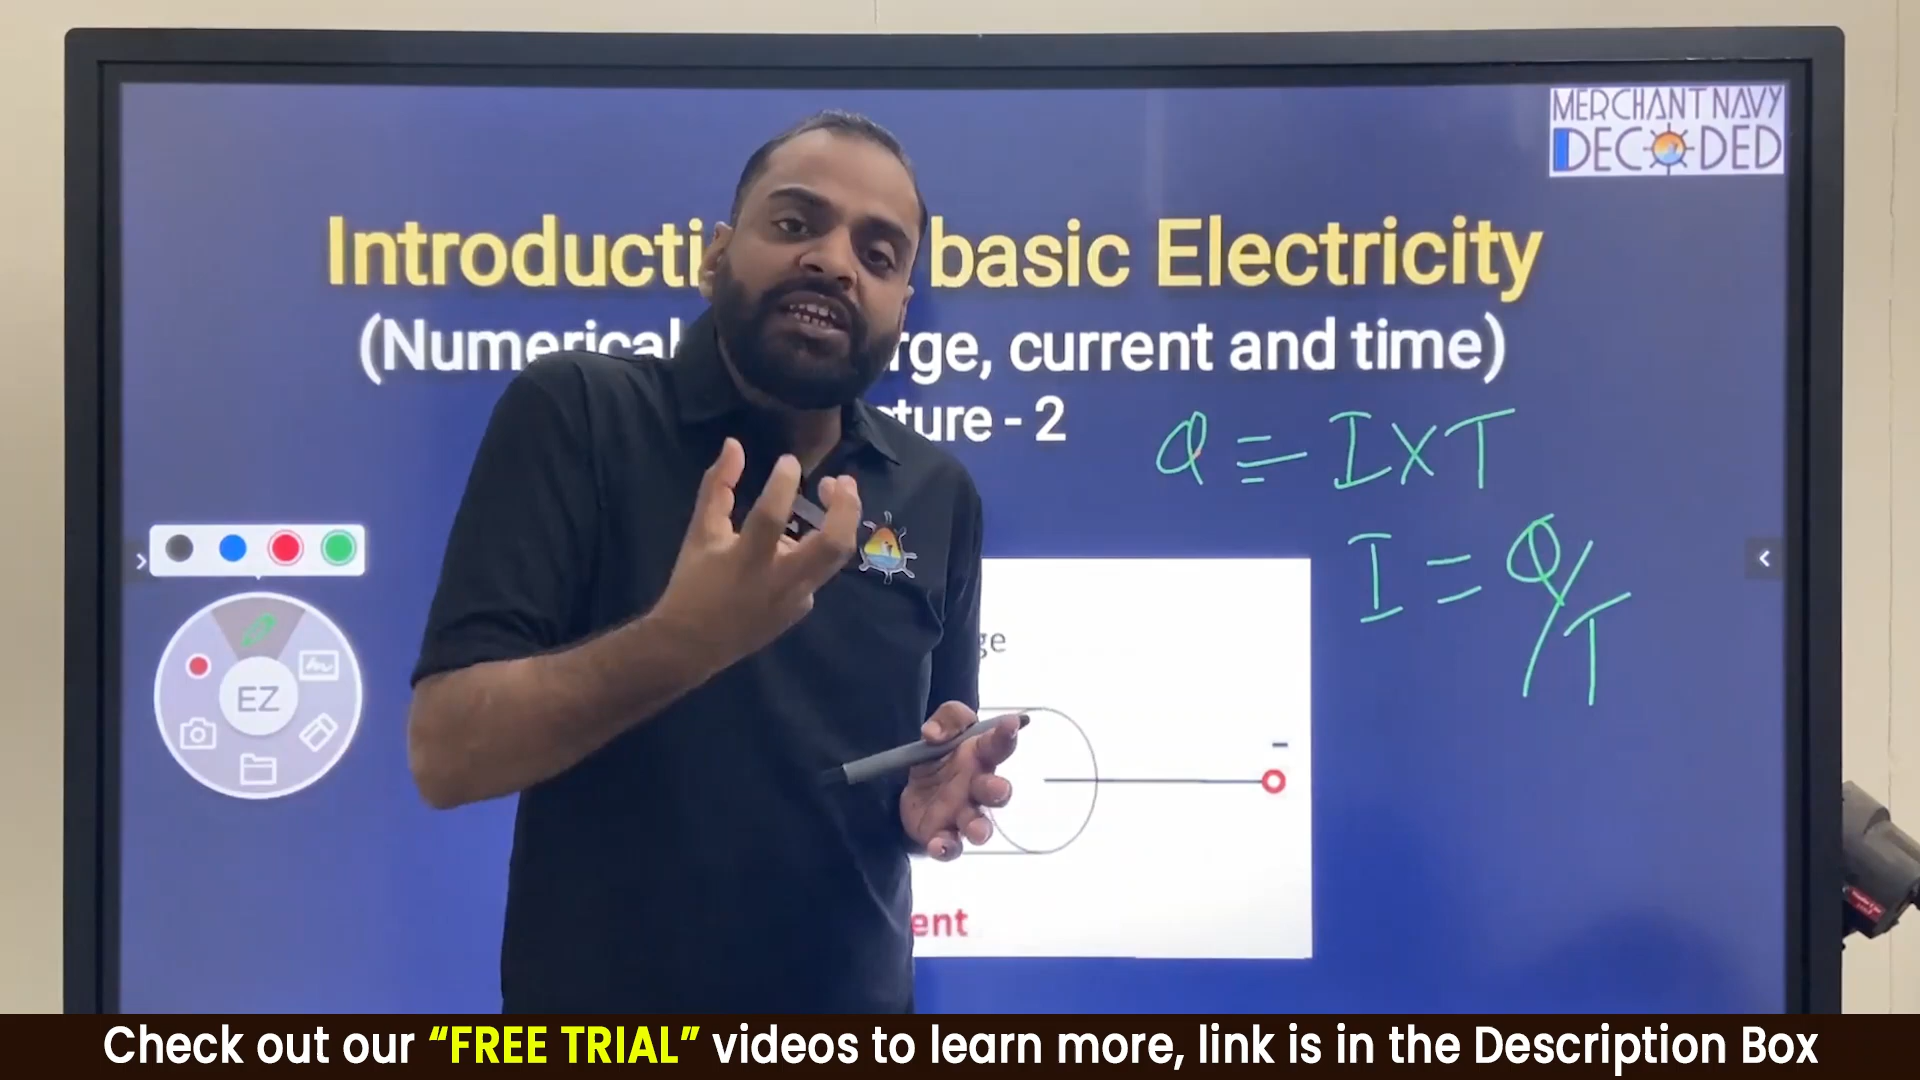 MERCHANT NAVY
DECODED
Introducti basic Electricity
(Numerical rge, current and time)
ture - 2
Q = I X T
I = Q/T
EZ
ge
-
ent
Check out our “FREE TRIAL” videos to learn more, link is in the Description Box